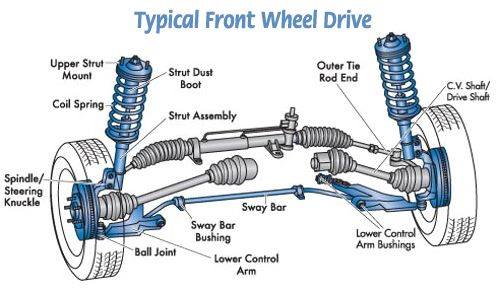 Typical Front Wheel Drive
Upper Strut
Mount
Strut Dust
Boot
Coil Spring
Strut Assembly
Outer Tie
Rod End
C.V. Shaft/
Drive Shaft
Spindle/
Steering
Knuckle
Ball Joint
Sway Bar
Bushing
Lower Control
Arm
Sway Bar
Lower Control
Arm Bushings